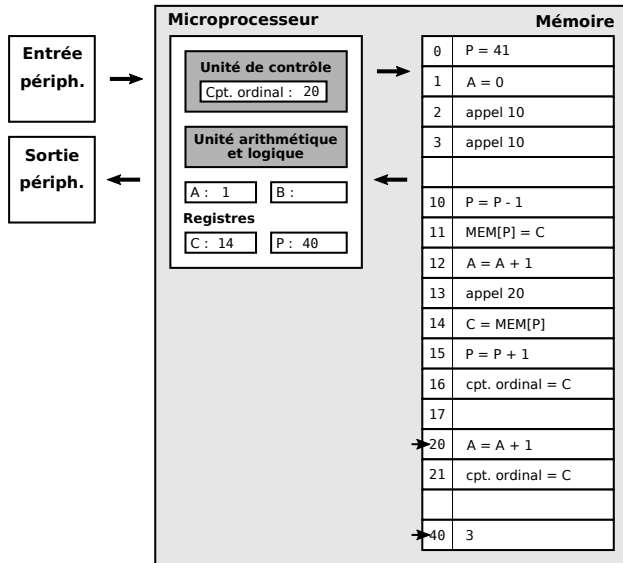 Microprocesseur
Mémoire
Entrée
périph.
Sortie
périph.
Unité de contrôle
Cpt. ordinal : 20
Unité arithmétique
et logique
A : 1
B :
Registres
C : 14
P : 40
0 P = 41
1 A = 0
2 appel 10
3 appel 10
10 P = P - 1
11 MEM[P] = C
12 A = A + 1
13 appel 20
14 C = MEM[P]
15 P = P + 1
16 cpt. ordinal = C
17
20 A = A + 1
21 cpt. ordinal = C
40 3